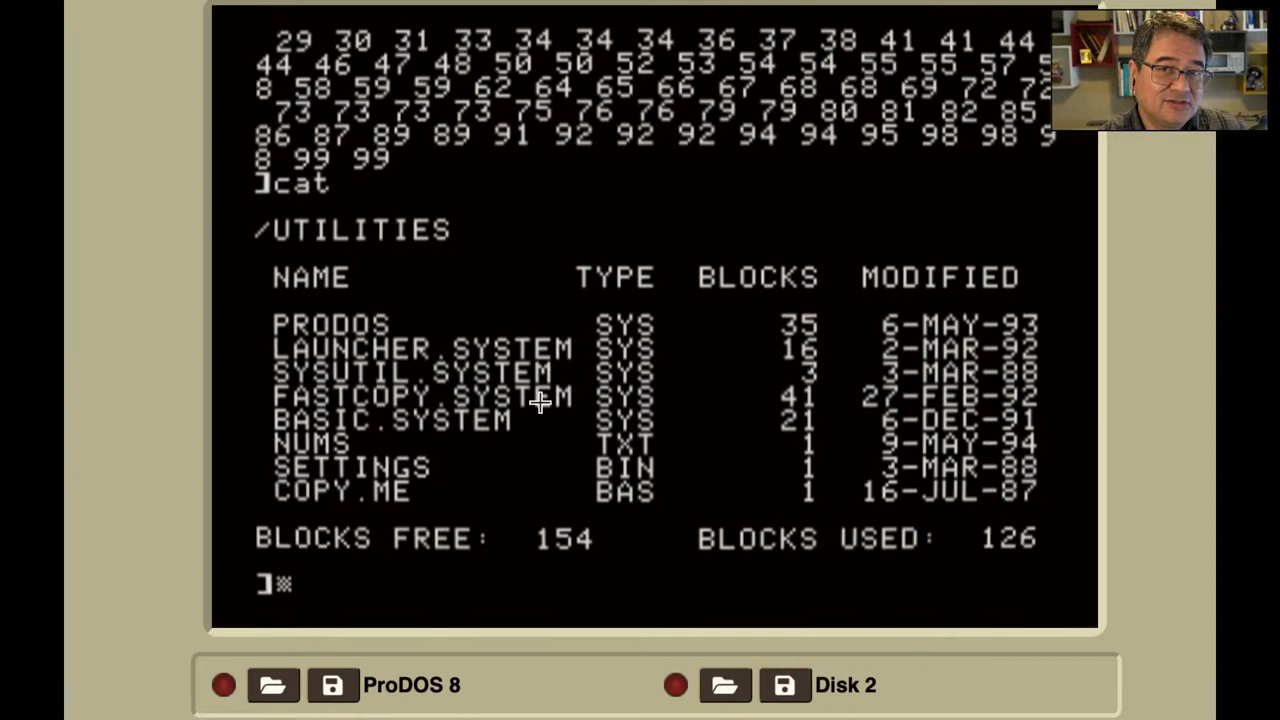 29 30 31 33 34 34 34 36 37 38 41 41 44
44 46 47 48 50 50 52 53 54 54 55 55 57 5
8 58 59 59 62 64 65 66 67 68 68 69 72 72
73 73 73 73 75 76 76 79 79 80 81 82 85
86 87 89 89 91 92 92 92 94 94 95 98 98 9
8 99 99
]cat
/UTILITIES
NAME TYPE BLOCKS MODIFIED
PRODOS SYS 35 6-MAY-93
LAUNCHER.SYSTEM SYS 16 2-MAR-92
SYSUTIL.SYSTEM SYS 3 3-MAR-88
FASTCOPY.SYSTEM SYS 41 27-FEB-92
BASIC.SYSTEM SYS 21 6-DEC-91
NUMS TXT 1 9-MAY-94
SETTINGS BIN 1 3-MAR-88
COPY.ME BAS 1 16-JUL-87
BLOCKS FREE: 154 BLOCKS USED: 126
]
ProDOS 8 Disk 2